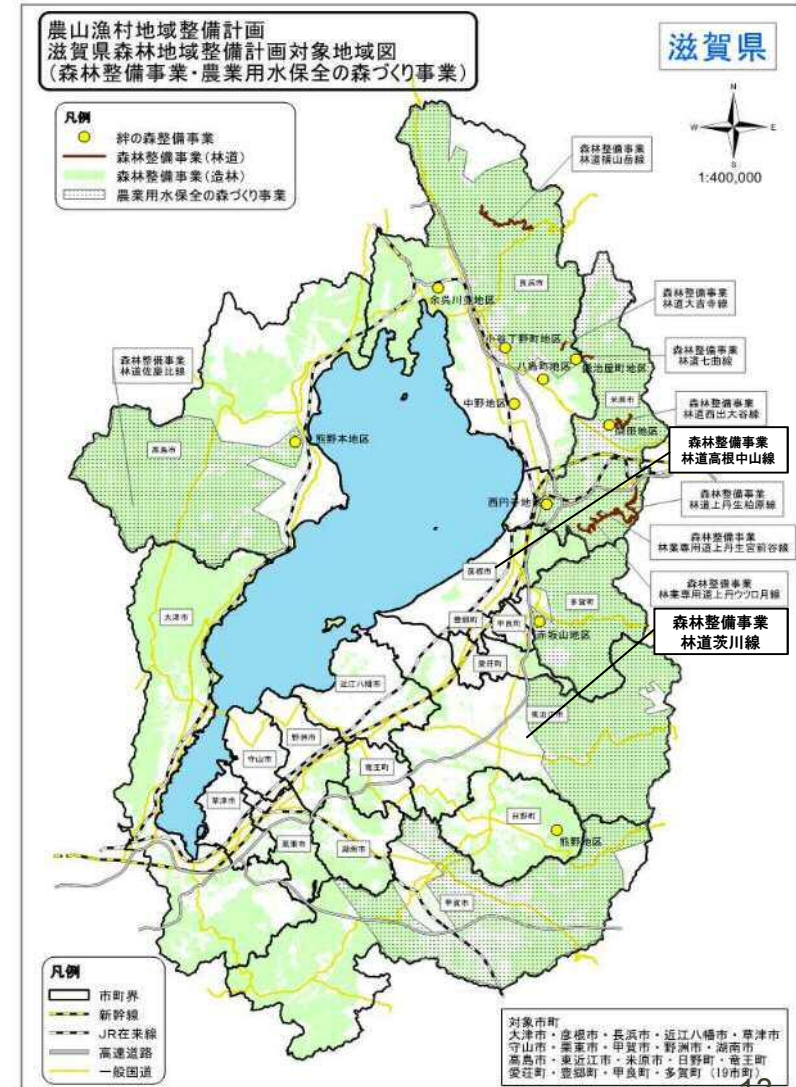 農山漁村地域整備計画
滋賀県森林地域整備計画対象地域図
(森林整備事業・農業用水保全の森づくり事業)
滋賀県
凡例
絆の森整備事業
森林整備事業(林道)
森林整備事業(造林)
農業用水保全の森づくり事業
N
W
E
S
1:400,000
森林整備事業
林道横山岳線
長浜市
余呉川東地区
森林整備事業
林道大吉寺線
小谷丁野町地区
八島町地区
鍛冶屋町地区
森林整備事業
林道七曲線
森林整備事業
中野地区
米原市
森林整備事業
林道西出大谷線
高島市
熊野本地区
森林整備事業
林道高根中山線
森林整備事業
林道上丹生柏原線
西円寺地
森林整備事業
林業専用道上丹生宮前谷線
彦根市
多賀町
森林整備事業
林業専用道上丹ウツロ月線
大津市
豊郷町
甲良町
赤坂山地区
森林整備事業
林道茨川線
愛荘町
近江八幡市
東近江市
野洲市
守山市
竜王町
草津市
日野町
熊野地区
栗東市
湖南市
甲賀市
凡例
市町界
新幹線
JR在来線
高速道路
一般国道
対象市町
大津市・彦根市・長浜市・近江八幡市・草津市
守山市・栗東市・甲賀市・野洲市・湖南市
高島市・東近江市・米原市・日野町・竜王町
愛荘町・豊郷町・甲良町・多賀町 (19市町)